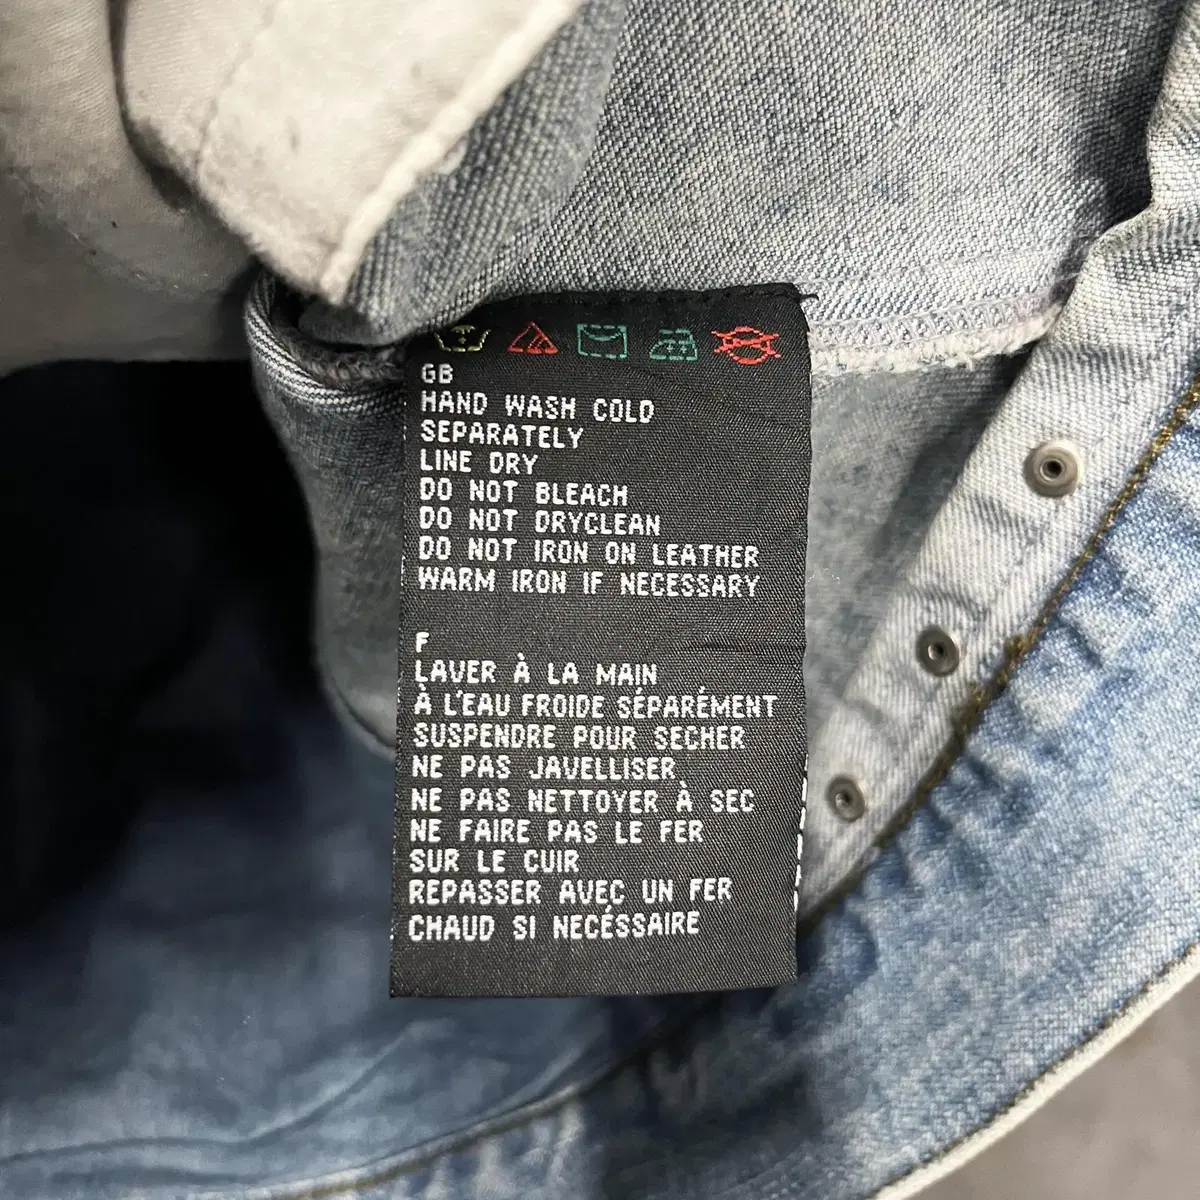 GB
HAND WASH COLD
SEPARATELY
LINE DRY
DO NOT BLEACH
DO NOT DRYCLEAN
DO NOT IRON ON LEATHER
WARM IRON IF NECESSARY
F
LAVER À LA MAIN
À L'EAU FROIDE SÉPARÉMENT
SUSPENDRE POUR SECHER
NE PAS JAVELLISER
NE PAS NETTOYER À SEC
NE FAIRE PAS LE FER
SUR LE CUIR
REPASSER AVEC UN FER
CHAUD SI NECÉSSAIRE